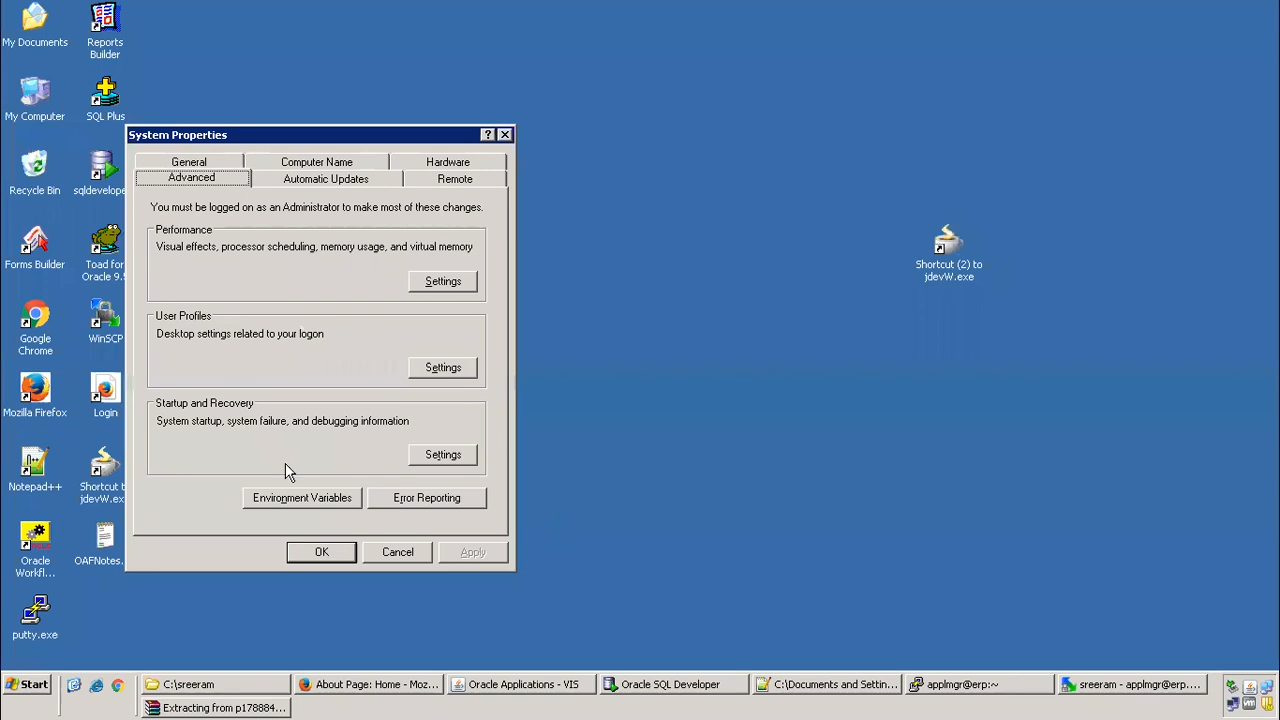 My Documents
Reports
Builder
My Computer
SQL Plus
System Properties
General
Computer Name
Hardware
Advanced
Automatic Updates
Remote
You must be logged on as an Administrator to make most of these changes.
Performance
Visual effects, processor scheduling, memory usage, and virtual memory
Settings
User Profiles
Desktop settings related to your logon
Settings
Startup and Recovery
System startup, system failure, and debugging information
Settings
Environment Variables
Error Reporting
OK
Cancel
Apply
Recycle Bin
sqldevelope
Forms Builder
Toad for
Oracle 9.5
Google
Chrome
WinSCP
Mozilla Firefox
Login
Notepad++
Shortcut t
jdevW.ex
Oracle
Workfl...
OAFNotes.
putty.exe
Shortcut (2) to
jdevW.exe
Start
C:\sreeram
About Page: Home - Moz...
Oracle Applications - VIS
Oracle SQL Developer
C:\Documents and Settin...
applmgr@erp:~
sreeram - applmgr@erp....
Extracting from p178884...